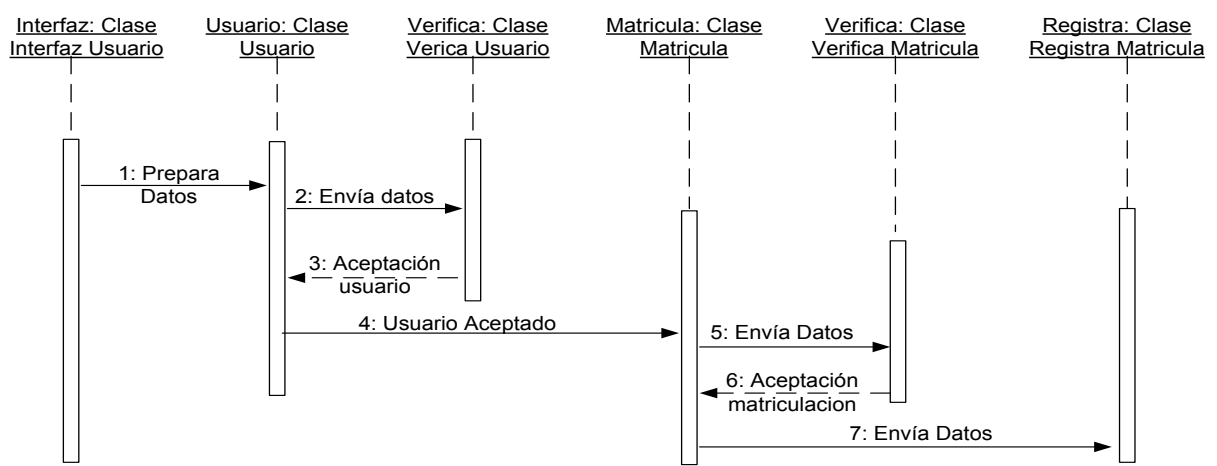 Interfaz: Clase
Interfaz Usuario
Usuario: Clase
Usuario
Verifica: Clase
Verica Usuario
Matricula: Clase
Matricula
Verifica: Clase
Verifica Matricula
Registra: Clase
Registra Matricula
1: Prepara
Datos
2: Envía datos
3: Aceptación
usuario
4: Usuario Aceptado
5: Envía Datos
6: Aceptación
matriculacion
7: Envía Datos